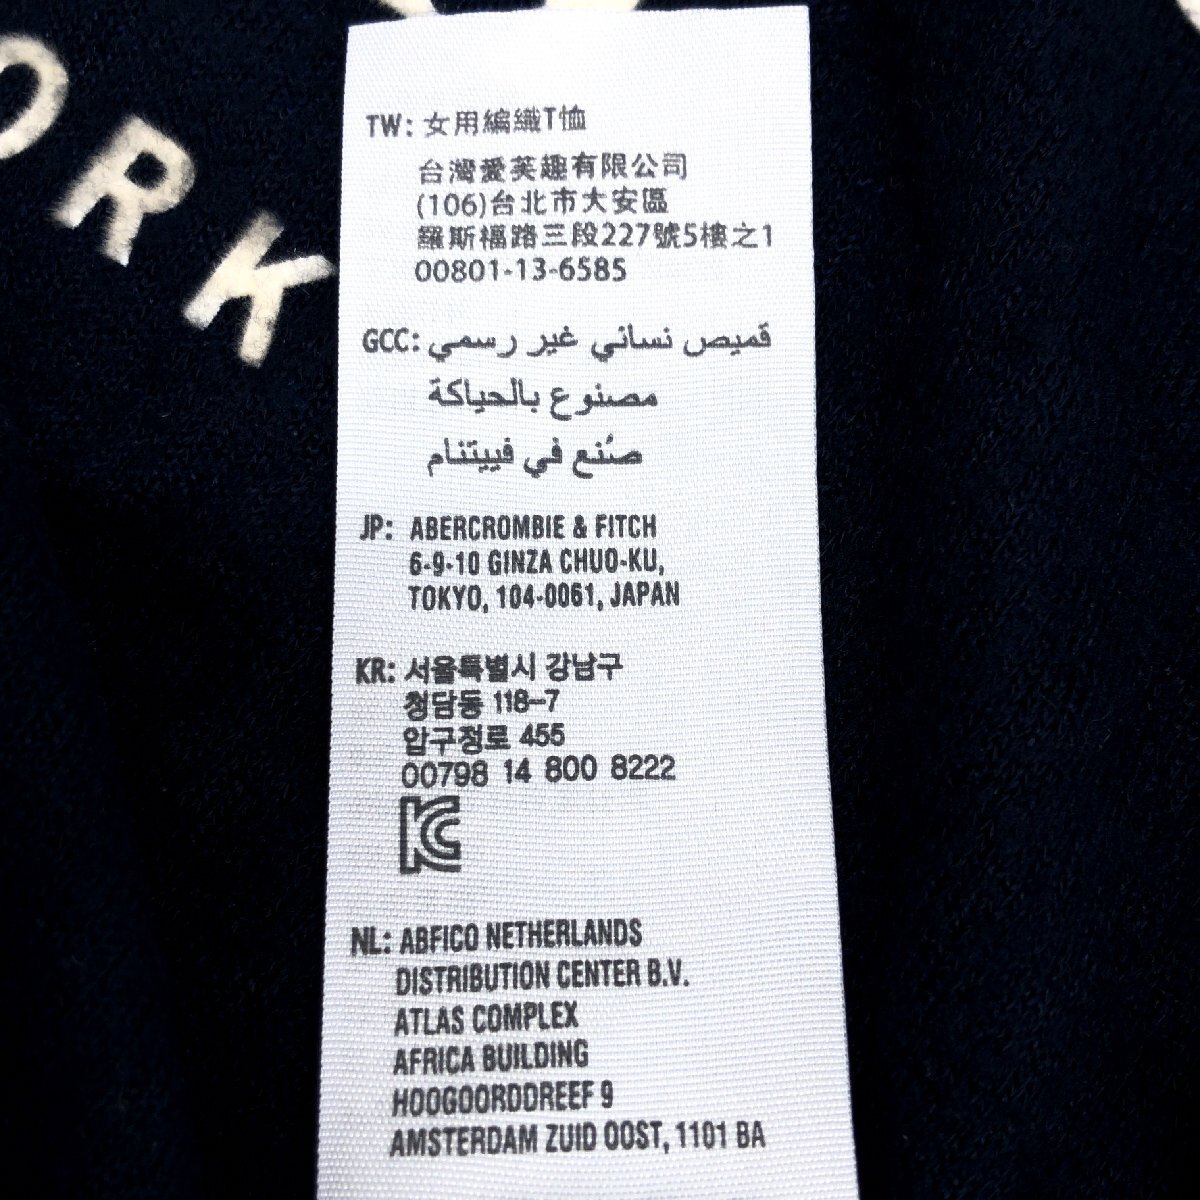 ORK
TW: 女用編織T恤
台灣愛芙趣有限公司
(106)台北市大安區
羅斯福路三段227號5樓之1
00801-13-6585
GCC: قميص نسائي غير رسمي
مصنوع بالحياكة
صُنع في فييتنام
JP: ABERCROMBIE & FITCH
6-9-10 GINZA CHUO-KU,
TOKYO, 104-0061, JAPAN
KR: 서울특별시 강남구
청담동 118-7
압구정로 455
00798 14 800 8222
KC
NL: ABFICO NETHERLANDS
DISTRIBUTION CENTER B.V.
ATLAS COMPLEX
AFRICA BUILDING
HOOGOORDDREEF 9
AMSTERDAM ZUID OOST, 1101 BA